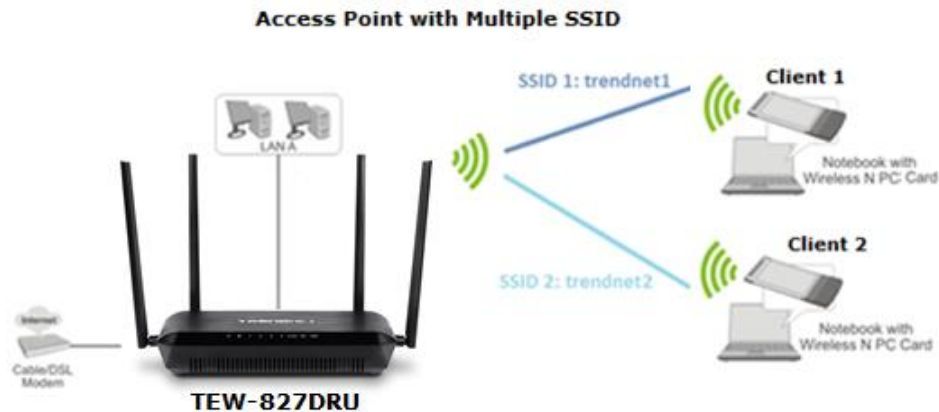 Access Point with Multiple SSID
SSID 1: trendnet1
Client 1
LAN A
Notebook with
Wireless N PC Card
Client 2
SSID 2: trendnet2
Internet
Cable/DSL
Modem
TRENDNET
Notebook with
Wireless N PC Card
TEW-827DRU